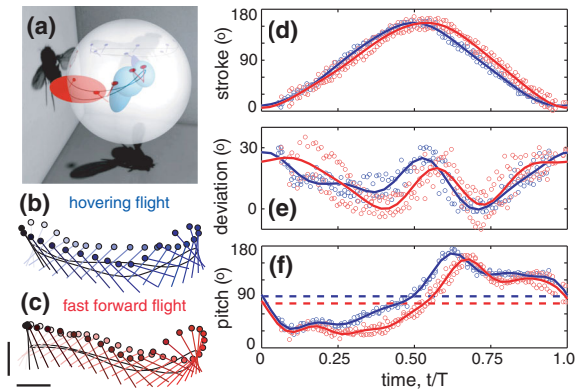 (a)
(b) hovering flight
(c) fast forward flight
(d)
stroke (º)
180
90
0
(e)
deviation (º)
30
0
(f)
pitch (º)
180
90
0
0 0.25 0.50 0.75 1.0
time, t/T